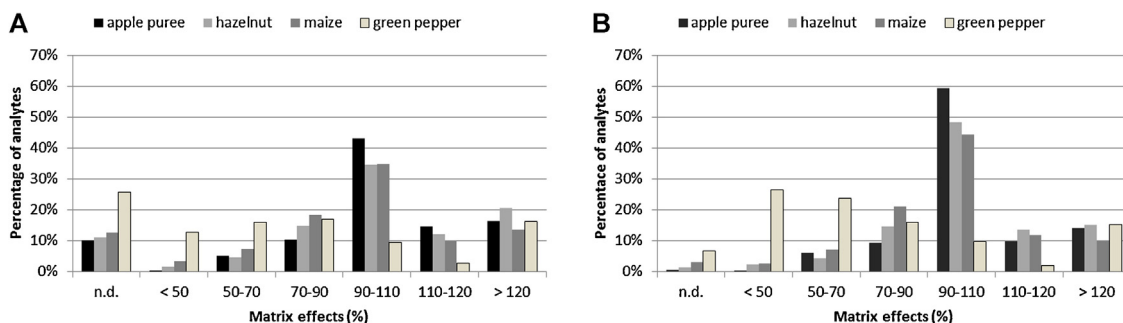 A
apple puree hazelnut maize green pepper
Percentage of analytes
70%
60%
50%
40%
30%
20%
10%
0%
n.d. < 50 50-70 70-90 90-110 110-120 > 120
Matrix effects (%)
B
apple puree hazelnut maize green pepper
Percentace of analytes
70%
60%
50%
40%
30%
20%
10%
0%
n.d. < 50 50-70 70-90 90-110 110-120 > 120
Matrix effects (%)